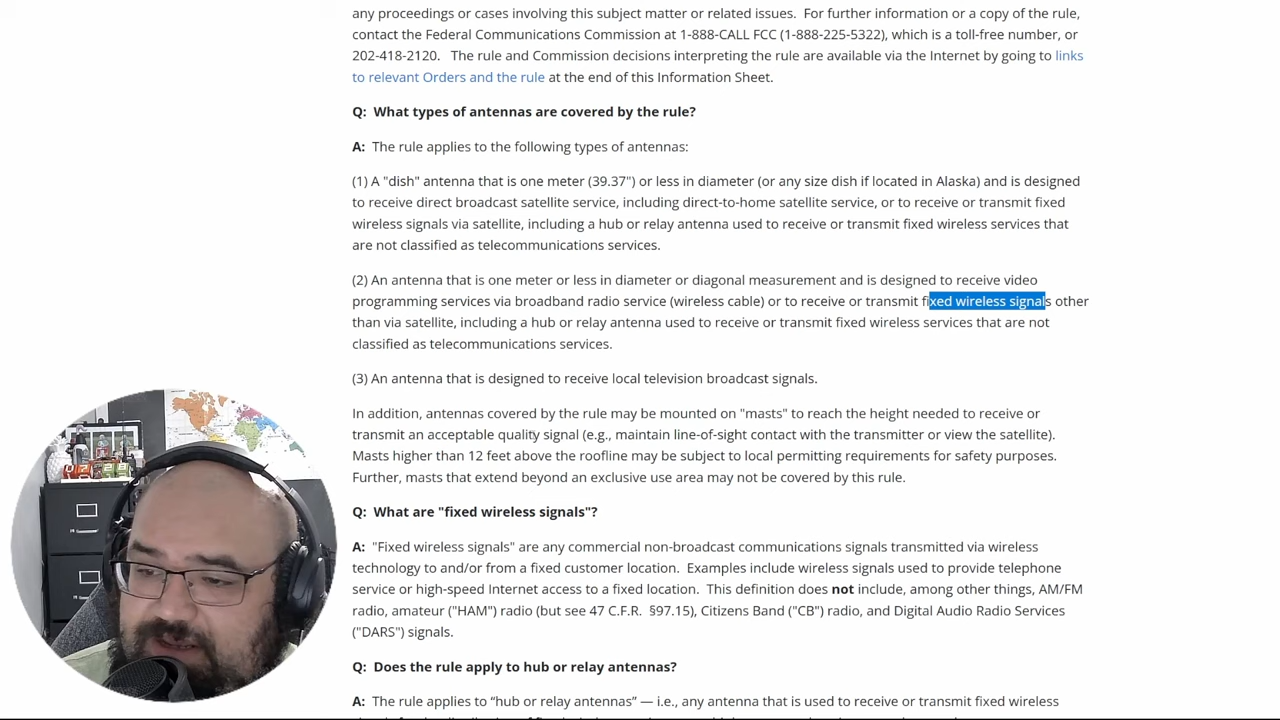 any proceedings or cases involving this subject matter or related issues.  For further information or a copy of the rule,
contact the Federal Communications Commission at 1-888-CALL FCC (1-888-225-5322), which is a toll-free number, or
202-418-2120.   The rule and Commission decisions interpreting the rule are available via the Internet by going to links
to relevant Orders and the rule at the end of this Information Sheet.
Q:  What types of antennas are covered by the rule?
A:  The rule applies to the following types of antennas:
(1) A "dish" antenna that is one meter (39.37") or less in diameter (or any size dish if located in Alaska) and is designed
to receive direct broadcast satellite service, including direct-to-home satellite service, or to receive or transmit fixed
wireless signals via satellite, including a hub or relay antenna used to receive or transmit fixed wireless services that
are not classified as telecommunications services.
(2) An antenna that is one meter or less in diameter or diagonal measurement and is designed to receive video
programming services via broadband radio service (wireless cable) or to receive or transmit fixed wireless signals other
than via satellite, including a hub or relay antenna used to receive or transmit fixed wireless services that are not
classified as telecommunications services.
(3) An antenna that is designed to receive local television broadcast signals.
In addition, antennas covered by the rule may be mounted on "masts" to reach the height needed to receive or
transmit an acceptable quality signal (e.g., maintain line-of-sight contact with the transmitter or view the satellite).
Masts higher than 12 feet above the roofline may be subject to local permitting requirements for safety purposes.
Further, masts that extend beyond an exclusive use area may not be covered by this rule.
Q:  What are "fixed wireless signals"?
A:  "Fixed wireless signals" are any commercial non-broadcast communications signals transmitted via wireless
technology to and/or from a fixed customer location.  Examples include wireless signals used to provide telephone
service or high-speed Internet access to a fixed location.  This definition does not include, among other things, AM/FM
radio, amateur ("HAM") radio (but see 47 C.F.R.  §97.15), Citizens Band ("CB") radio, and Digital Audio Radio Services
("DARS") signals.
Q:  Does the rule apply to hub or relay antennas?
A:  The rule applies to “hub or relay antennas” — i.e., any antenna that is used to receive or transmit fixed wireless